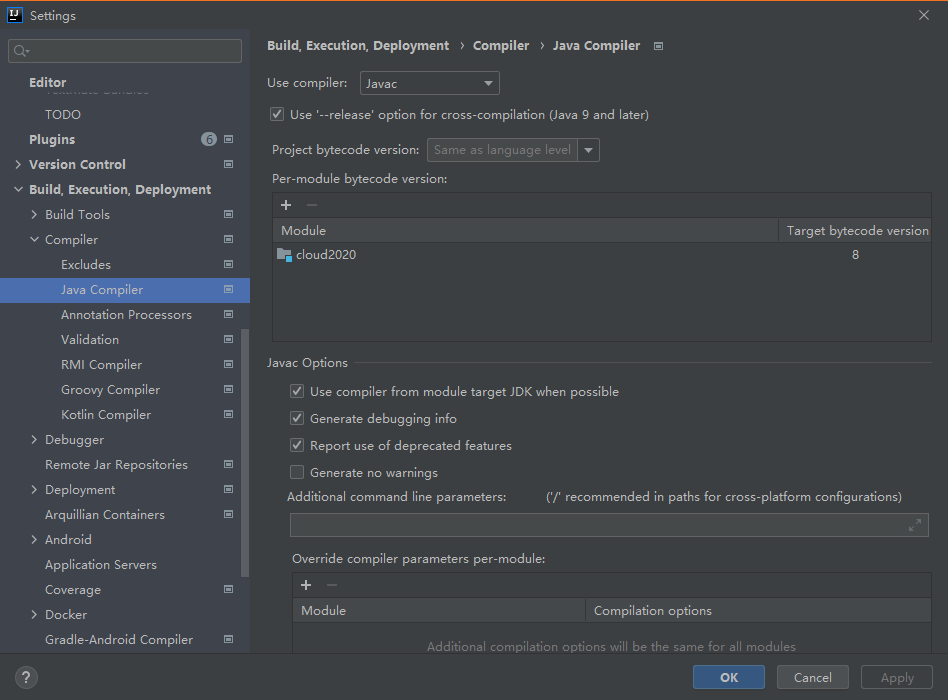 Settings
Editor
TODO
Plugins 6
Version Control
Build, Execution, Deployment
Build Tools
Compiler
Excludes
Java Compiler
Annotation Processors
Validation
RMI Compiler
Groovy Compiler
Kotlin Compiler
Debugger
Remote Jar Repositories
Deployment
Arquillian Containers
Android
Application Servers
Coverage
Docker
Gradle-Android Compiler
Build, Execution, Deployment › Compiler › Java Compiler
Use compiler: Javac
Use '--release' option for cross-compilation (Java 9 and later)
Project bytecode version: Same as language level
Per-module bytecode version:
+ −
Module Target bytecode version
cloud2020 8
Javac Options
Use compiler from module target JDK when possible
Generate debugging info
Report use of deprecated features
Generate no warnings
Additional command line parameters: ('/' recommended in paths for cross-platform configurations)
Override compiler parameters per-module:
+ −
Module Compilation options
Additional compilation options will be the same for all modules
? OK Cancel Apply